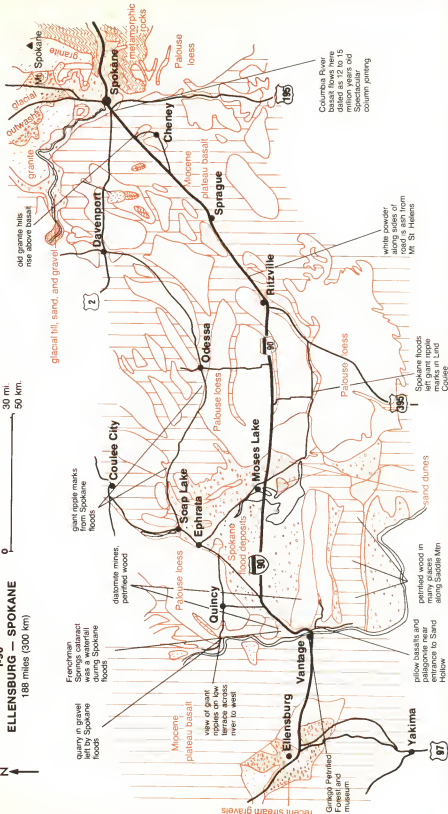 N
ELLENSBURG — SPOKANE
188 miles (300 km)
30 mi.
50 km.
quarry in gravel
left by Spokane
floods
Frenchman
Springs cataract
was a waterfall
during Spokane
floods
diatomite mines,
petrified wood
giant ripple marks
from Spokane
floods
glacial till, sand, and gravel
old granite hills
rise above basalt
granite
outwash
glacial
Mt. Spokane
granite
metamorphic
rocks
Spokane
Palouse
loess
Cheney
195
Columbia River
basalt flows here
dated as 12 to 15
million years old
Spectacular
column jointing
Davenport
2
Miocene
plateau basalt
Sprague
white powder
along sides of
road is ash from
Mt. St. Helens
Ritzville
Coulee City
Odessa
Palouse loess
90
Palouse loess
395
Spokane floods
left giant ripple
marks in Lind
Coulee
Soap Lake
Ephrata
Moses Lake
Spokane
flood deposits
sand dunes
Palouse loess
Quincy
90
view of giant
ripples on low
terrace across
river to west
Miocene
plateau basalt
Vantage
petrified wood in
many places
along Saddle Mtn
pillow basalts and
palagonite near
entrance to Sand
Hollow
Ellensburg
recent stream gravels
Ginkgo Petrified
Forest and
museum
Yakima
97